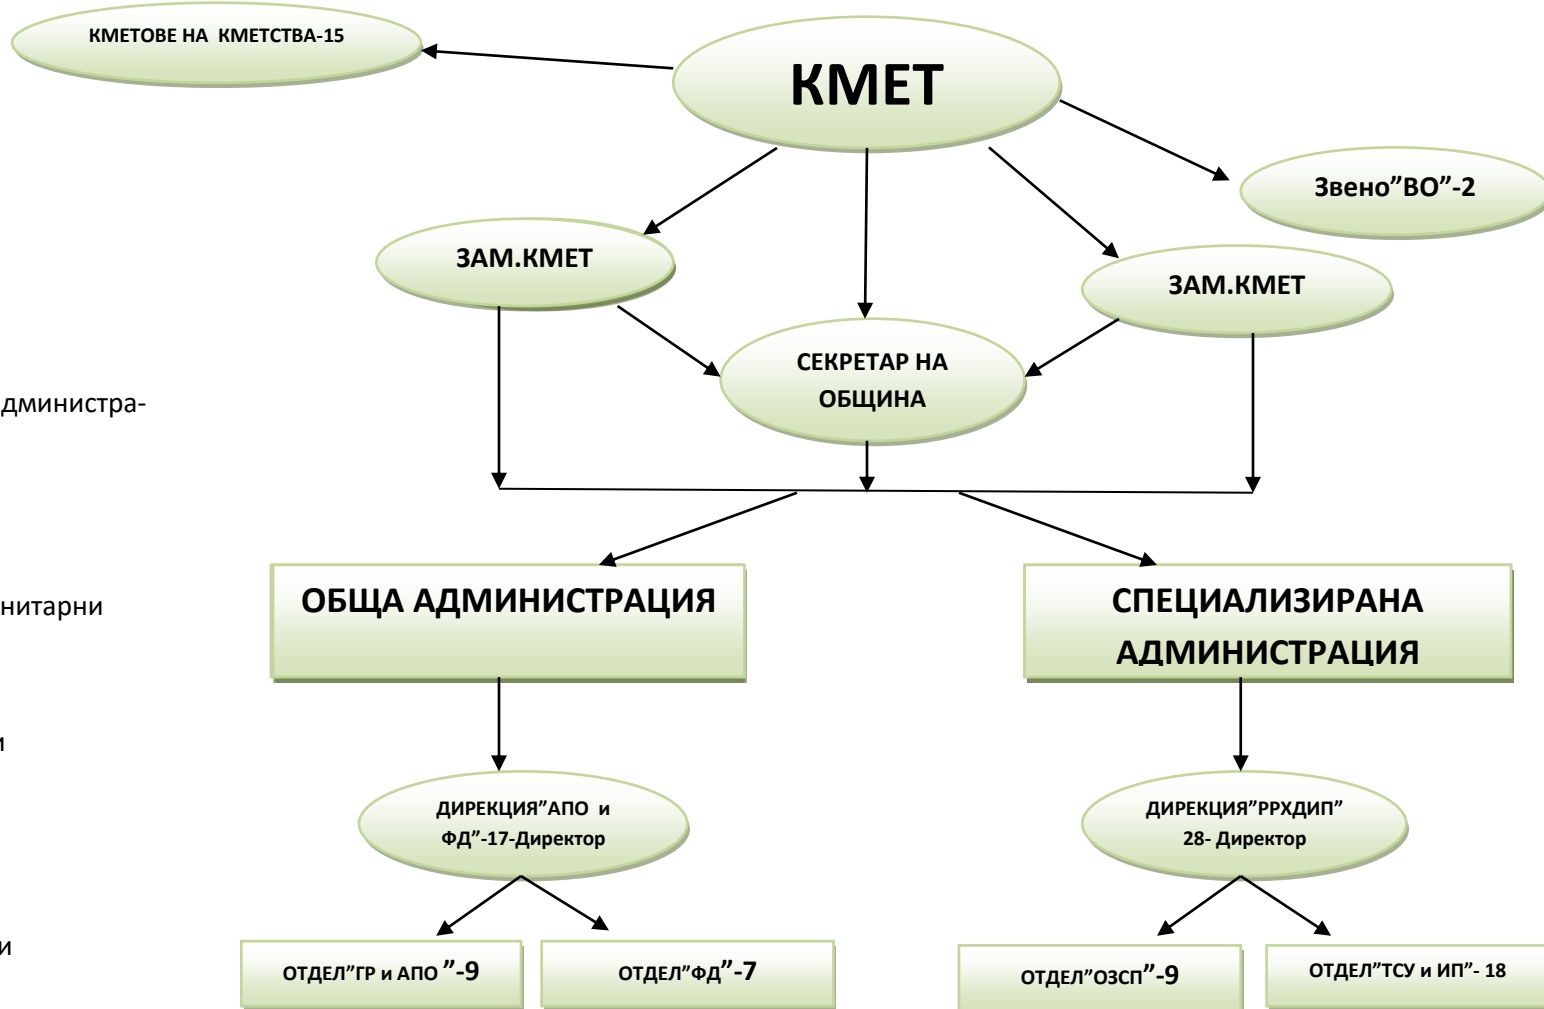 КМЕТОВЕ НА КМЕТСТВА-15
КМЕТ
Звено”ВО”-2
ЗАМ.КМЕТ
ЗАМ.КМЕТ
СЕКРЕТАР НА
ОБЩИНА
дминистра-
ОБЩА АДМИНИСТРАЦИЯ
СПЕЦИАЛИЗИРАНА
АДМИНИСТРАЦИЯ
нитарни
и
ДИРЕКЦИЯ”АПО и
ФД”-17-Директор
ДИРЕКЦИЯ”РРХДИП”
28- Директор
и
ОТДЕЛ”ГР и АПО ”-9
ОТДЕЛ”ФД”-7
ОТДЕЛ”ОЗСП”-9
ОТДЕЛ”ТСУ и ИП”- 18